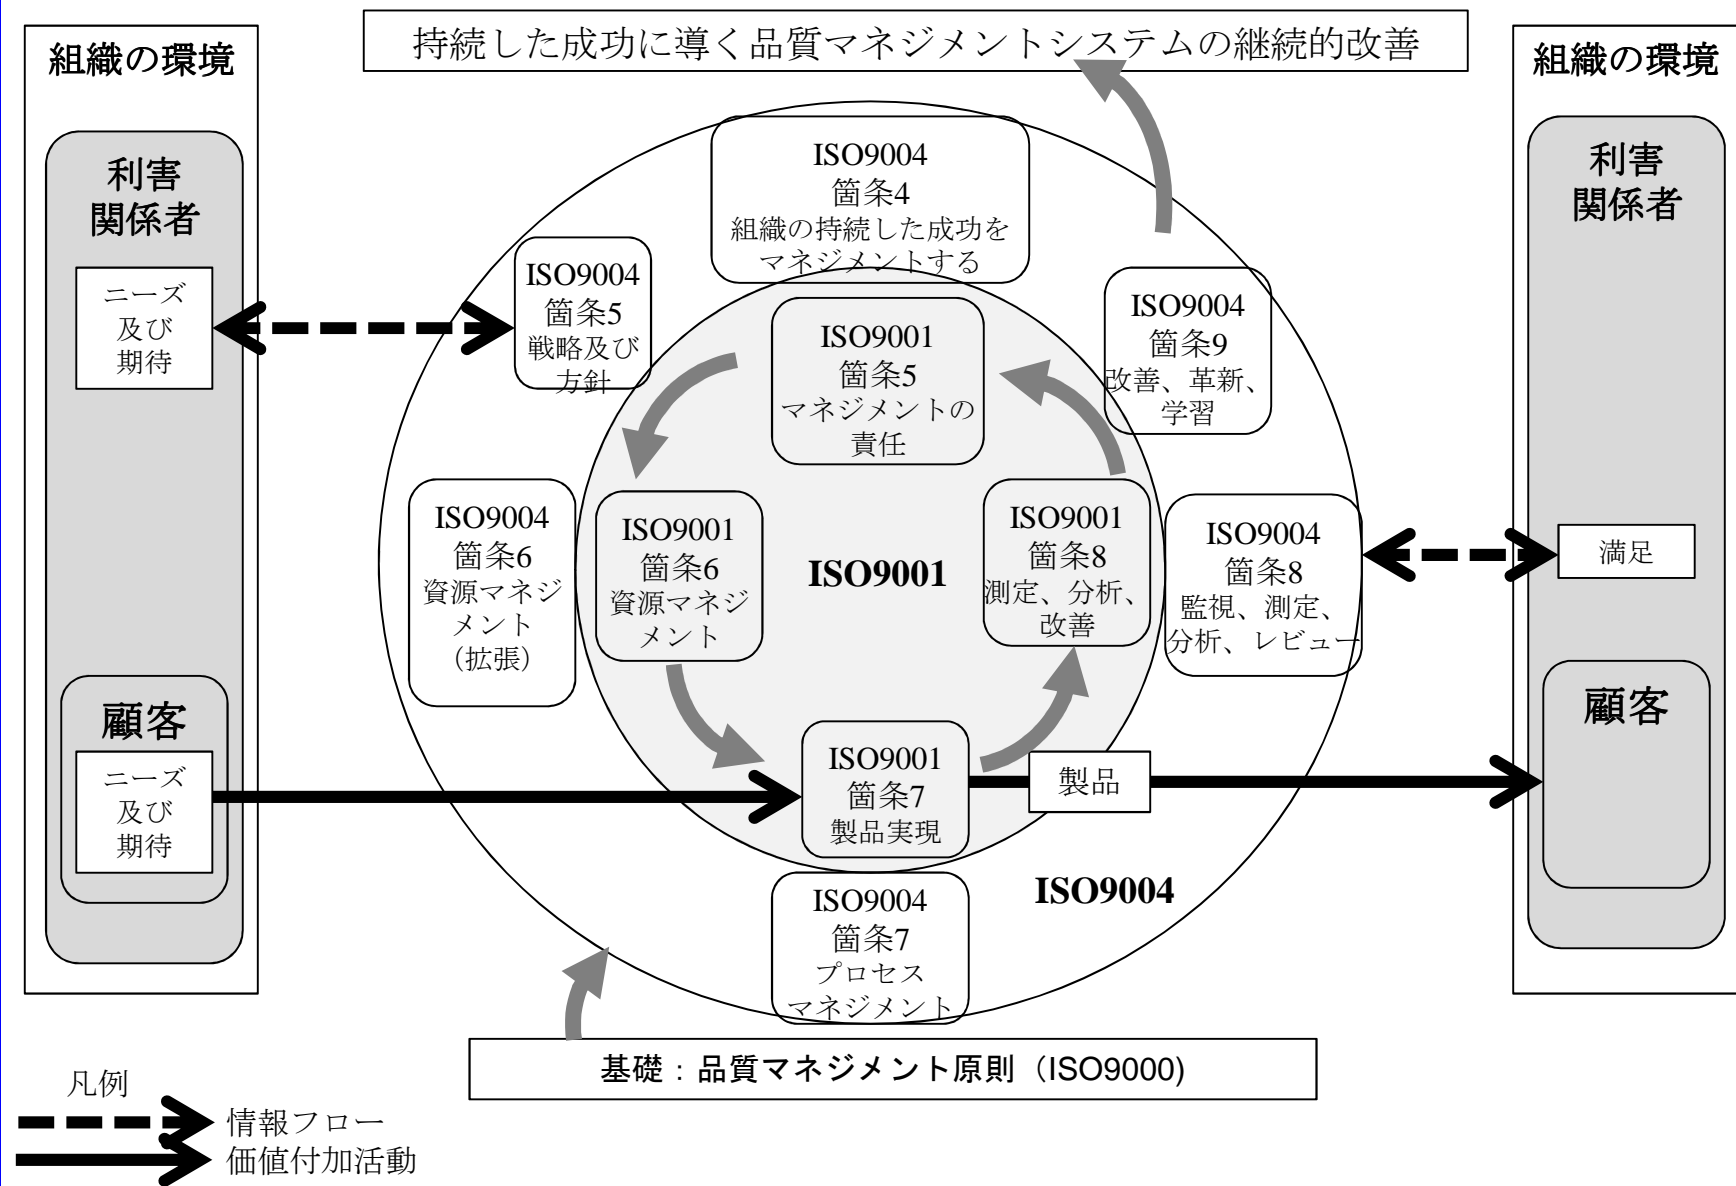 持続した成功に導く品質マネジメントシステムの継続的改善
組織の環境
利害
関係者
ニーズ
及び
期待
顧客
ニーズ
及び
期待
ISO9004
箇条4
組織の持続した成功を
マネジメントする
ISO9004
箇条5
戦略及び
方針
ISO9004
箇条9
改善、革新、
学習
ISO9001
箇条5
マネジメントの
責任
ISO9004
箇条6
資源マネジ
メント
（拡張）
ISO9001
箇条6
資源マネジ
メント
ISO9001
ISO9001
箇条8
測定、分析、
改善
ISO9004
箇条8
監視、測定、
分析、レビュー
ISO9001
箇条7
製品実現
製品
ISO9004
ISO9004
箇条7
プロセス
マネジメント
組織の環境
利害
関係者
満足
顧客
基礎：品質マネジメント原則（ISO9000)
凡例
情報フロー
価値付加活動